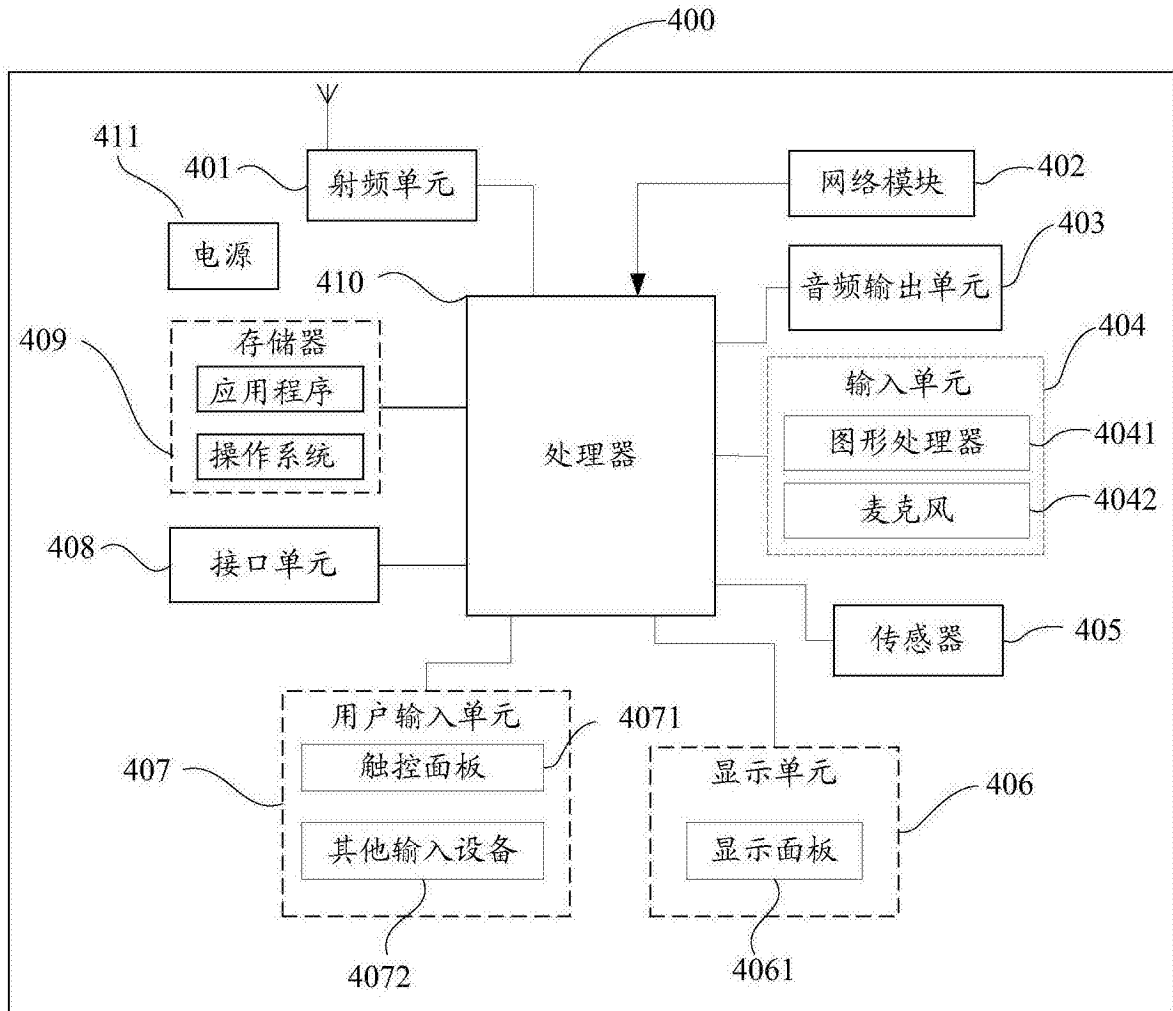 400
411
401
射频单元
网络模块
402
403
电源
410
音频输出单元
409
存储器
应用程序
操作系统
404
输入单元
图形处理器
4041
麦克风
4042
处理器
408
接口单元
传感器
405
用户输入单元
4071
407
触控面板
其他输入设备
4072
显示单元
406
显示面板
4061